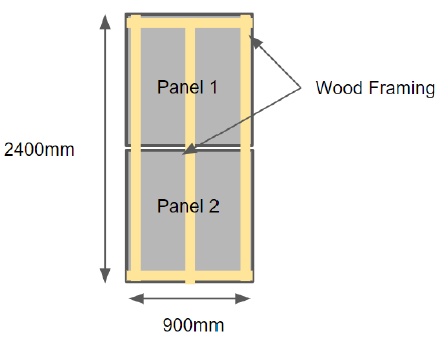 Panel 1
Wood Framing
2400mm
Panel 2
900mm